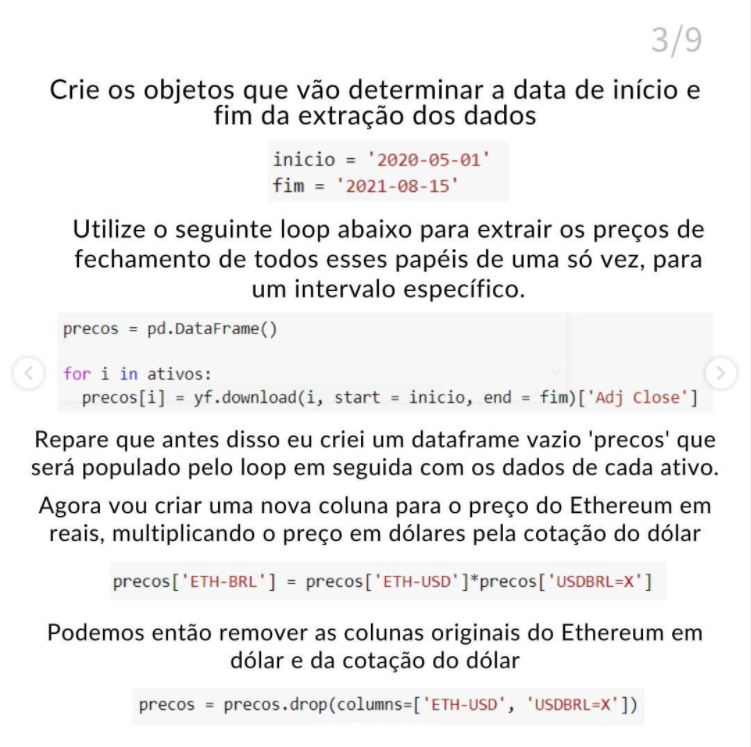 3/9
Crie os objetos que vão determinar a data de início e
fim da extração dos dados
inicio = '2020-05-01'
fim = '2021-08-15'
Utilize o seguinte loop abaixo para extrair os preços de
fechamento de todos esses papéis de uma só vez, para
um intervalo específico.
precos = pd.DataFrame()
for i in ativos:
precos[i] = yf.download(i, start = inicio, end = fim)['Adj Close']
Repare que antes disso eu criei um dataframe vazio 'precos' que
será populado pelo loop em seguida com os dados de cada ativo.
Agora vou criar uma nova coluna para o preço do Ethereum em
reais, multiplicando o preço em dólares pela cotação do dólar
precos['ETH-BRL'] = precos['ETH-USD']*precos['USDBRL=X']
Podemos então remover as colunas originais do Ethereum em
dólar e da cotação do dólar
precos = precos.drop(columns=['ETH-USD', 'USDBRL=X'])